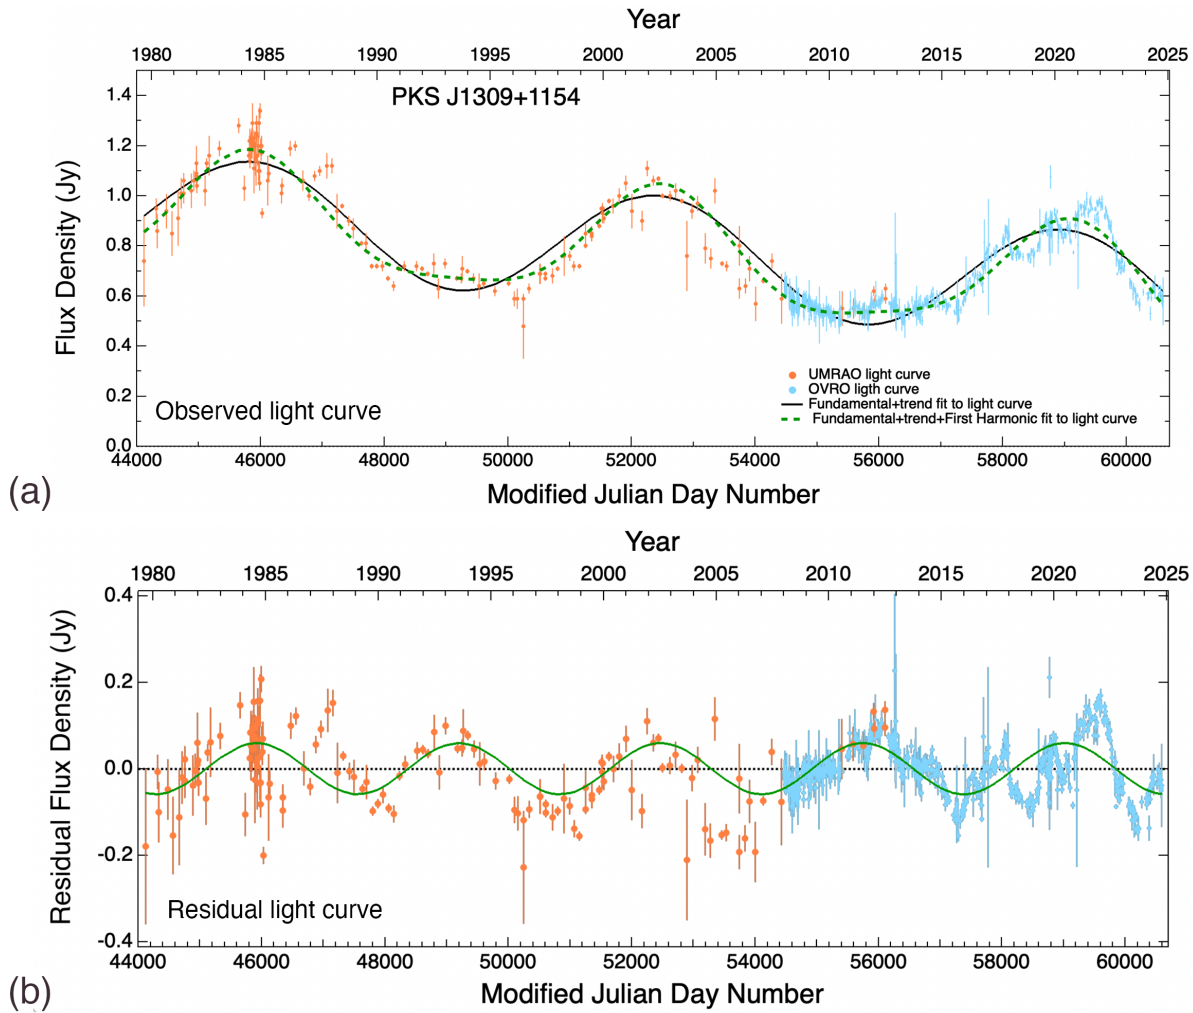 Year
1980 1985 1990 1995 2000 2005 2010 2015 2020 2025
PKS J1309+1154
1.4
1.2
1.0
0.8
0.6
0.4
0.2
0.0
Flux Density (Jy)
UMRAO light curve
OVRO ligth curve
Fundamental+trend fit to light curve
Fundamental+trend+First Harmonic fit to light curve
Observed light curve
44000 46000 48000 50000 52000 54000 56000 58000 60000
(a)
Modified Julian Day Number
Year
1980 1985 1990 1995 2000 2005 2010 2015 2020 2025
0.4
0.2
0.0
-0.2
-0.4
Residual Flux Density (Jy)
Residual light curve
44000 46000 48000 50000 52000 54000 56000 58000 60000
(b)
Modified Julian Day Number